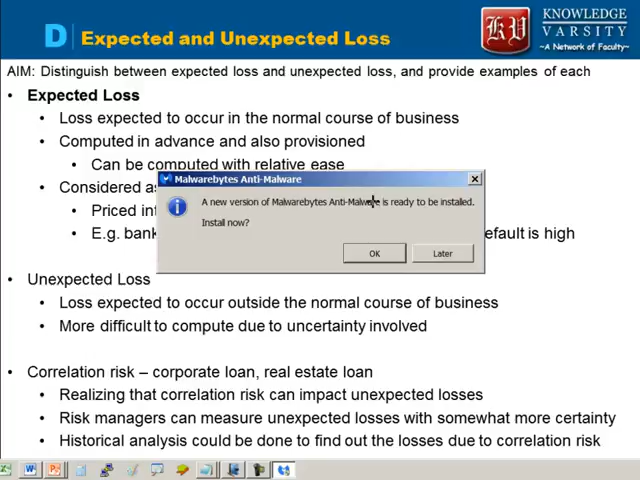 D Expected and Unexpected Loss
KV KNOWLEDGE VARSITY
~A Network of Faculty~
AIM: Distinguish between expected loss and unexpected loss, and provide examples of each
• Expected Loss
• Loss expected to occur in the normal course of business
• Computed in advance and also provisioned
• Can be computed with relative ease
• Considered as
Malwarebytes Anti-Malware
A new version of Malwarebytes Anti-Malware is ready to be installed.
Install now?
OK Later
• Priced in
• E.g. bank efault is high
Unexpected Loss
• Loss expected to occur outside the normal course of business
• More difficult to compute due to uncertainty involved
• Correlation risk – corporate loan, real estate loan
• Realizing that correlation risk can impact unexpected losses
• Risk managers can measure unexpected losses with somewhat more certainty
• Historical analysis could be done to find out the losses due to correlation risk